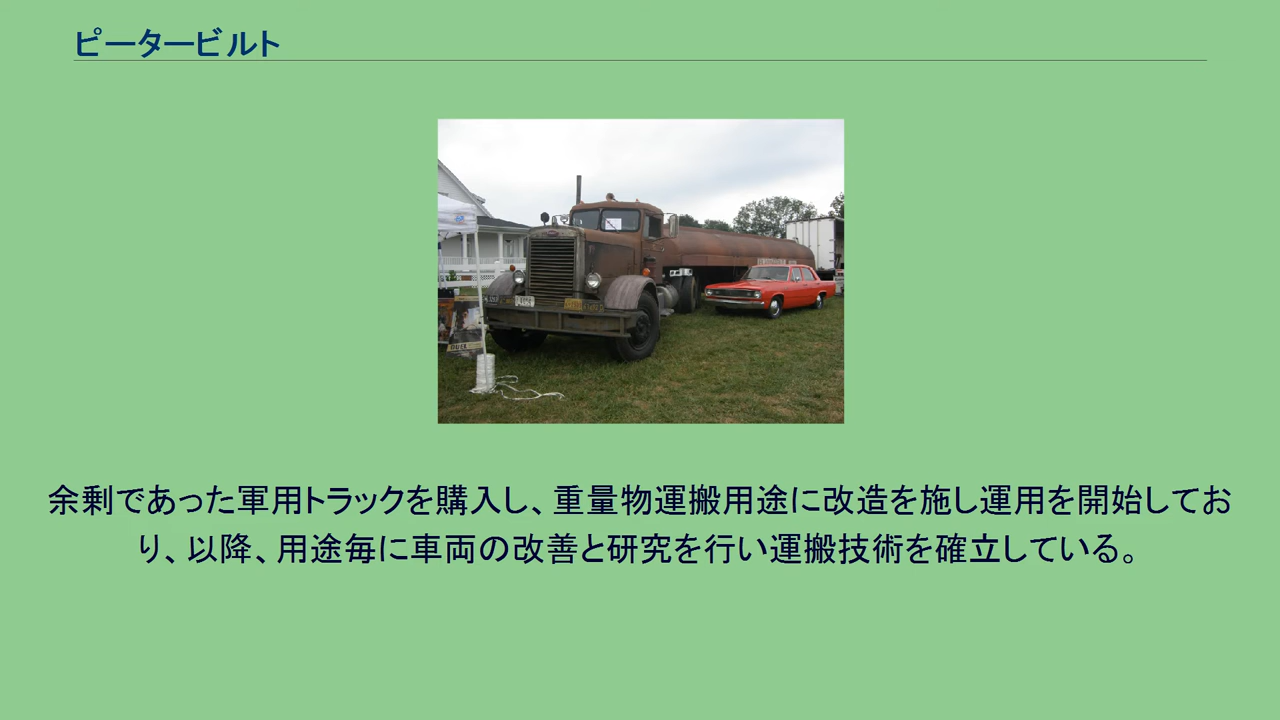 ピータービルト
DUEL
余剰であった軍用トラックを購入し、重量物運搬用途に改造を施し運用を開始してお
り、以降、用途毎に車両の改善と研究を行い運搬技術を確立している。